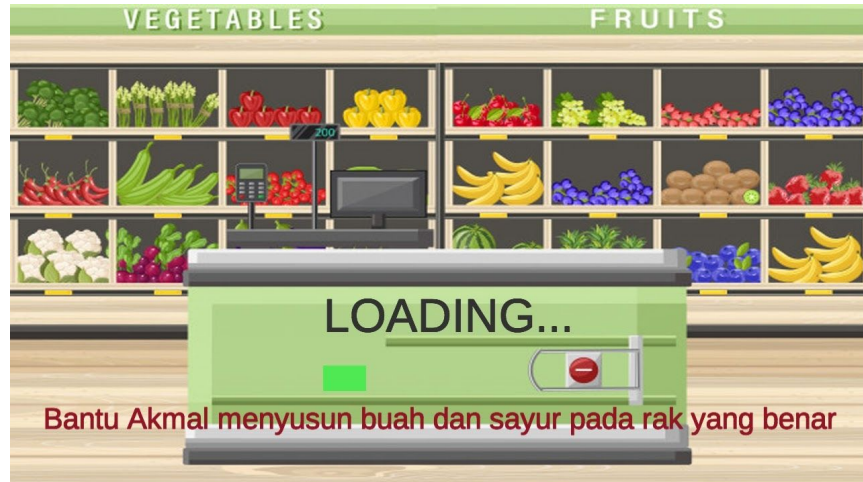 VEGETABLES
FRUITS
200
LOADING...
Bantu Akmal menyusun buah dan sayur pada rak yang benar